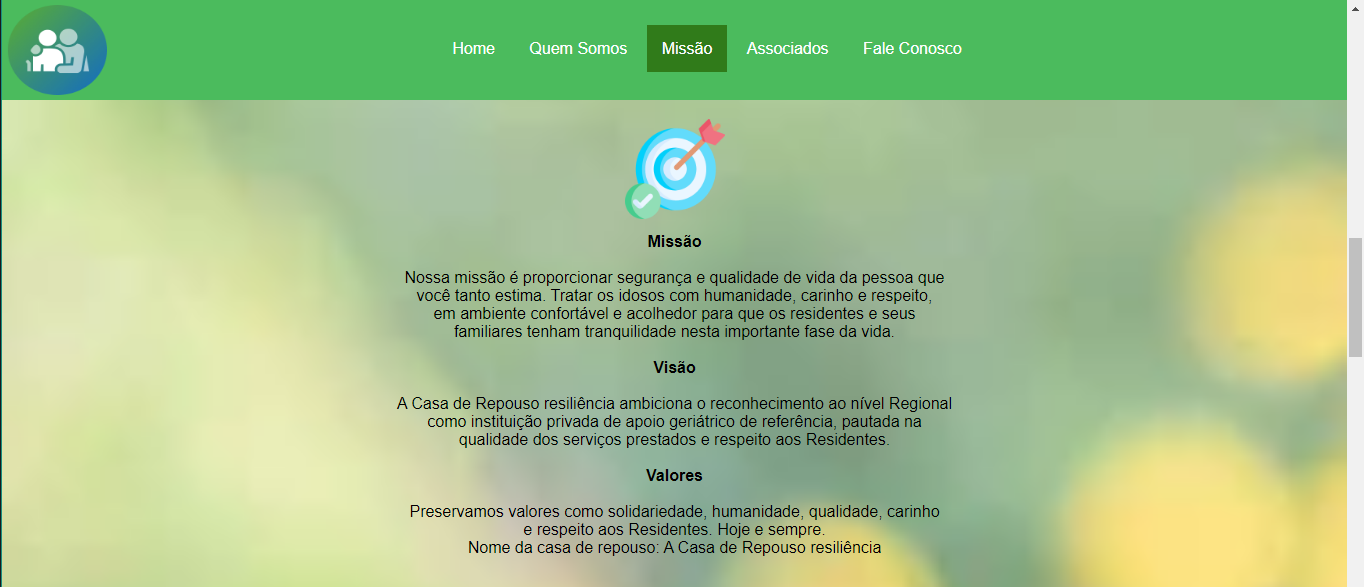 Home Quem Somos Missão Associados Fale Conosco
Missão
Nossa missão é proporcionar segurança e qualidade de vida da pessoa que
você tanto estima. Tratar os idosos com humanidade, carinho e respeito,
em ambiente confortável e acolhedor para que os residentes e seus
familiares tenham tranquilidade nesta importante fase da vida.
Visão
A Casa de Repouso resiliência ambiciona o reconhecimento ao nível Regional
como instituição privada de apoio geriátrico de referência, pautada na
qualidade dos serviços prestados e respeito aos Residentes.
Valores
Preservamos valores como solidariedade, humanidade, qualidade, carinho
e respeito aos Residentes. Hoje e sempre.
Nome da casa de repouso: A Casa de Repouso resiliência